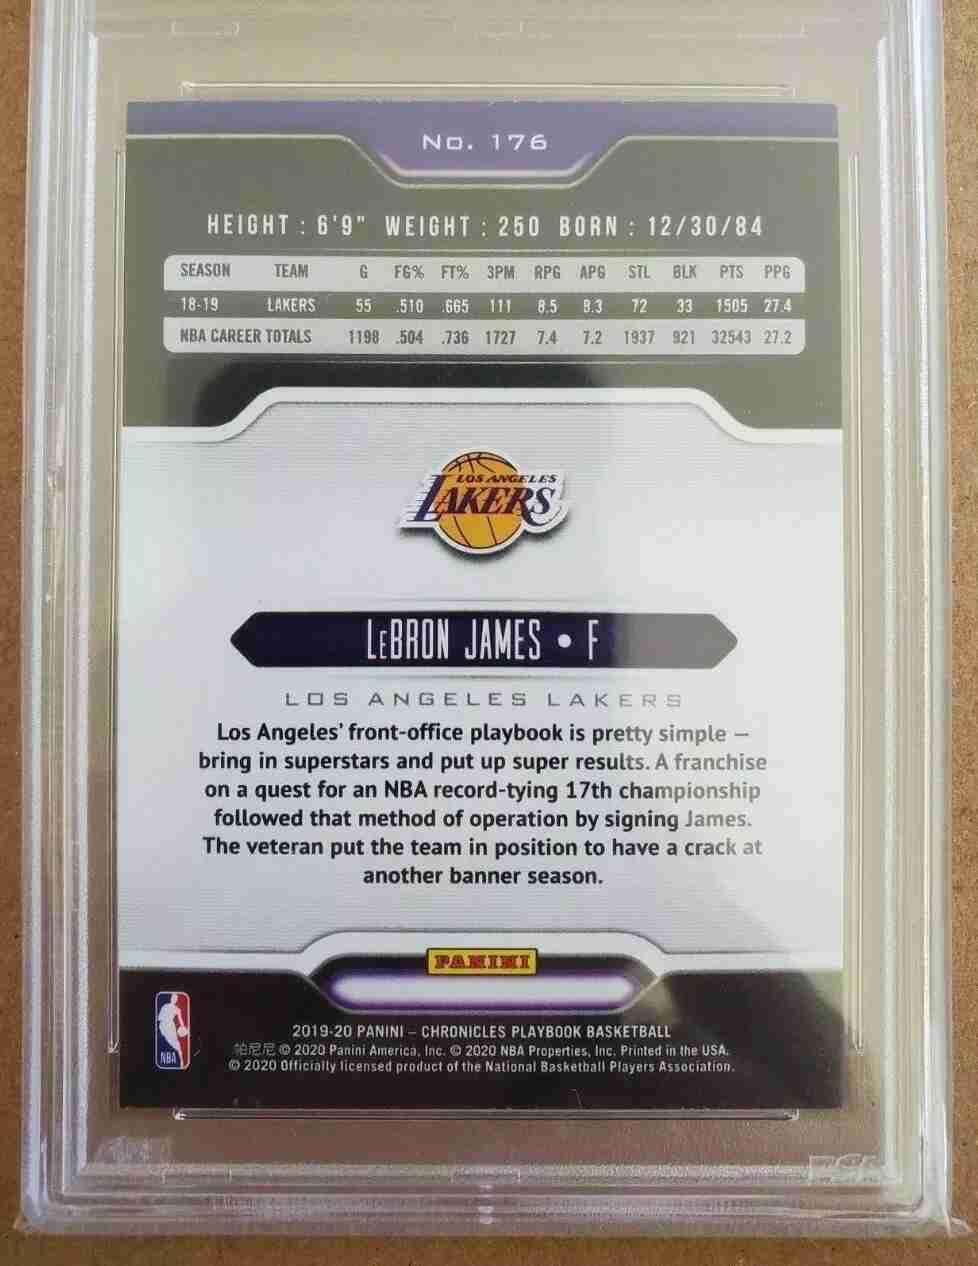 No. 176
HEIGHT : 6'9" WEIGHT : 250 BORN : 12/30/84
SEASON TEAM G FG% FT% 3PM RPG APG STL BLK PTS PPG
18-19 LAKERS 55 .510 .665 111 8.5 8.3 72 33 1505 27.4
NBA CAREER TOTALS 1198 .504 .736 1727 7.4 7.2 1937 921 32543 27.2
LOS ANGELES
LAKERS
LEBRON JAMES • F
LOS ANGELES LAKERS
Los Angeles' front-office playbook is pretty simple —
bring in superstars and put up super results. A franchise
on a quest for an NBA record-tying 17th championship
followed that method of operation by signing James.
The veteran put the team in position to have a crack at
another banner season.
PANINI
2019-20 PANINI – CHRONICLES PLAYBOOK BASKETBALL
帕尼尼 © 2020 Panini America, Inc. © 2020 NBA Properties, Inc. Printed in the USA.
© 2020 Officially licensed product of the National Basketball Players Association.
NBA
PSA